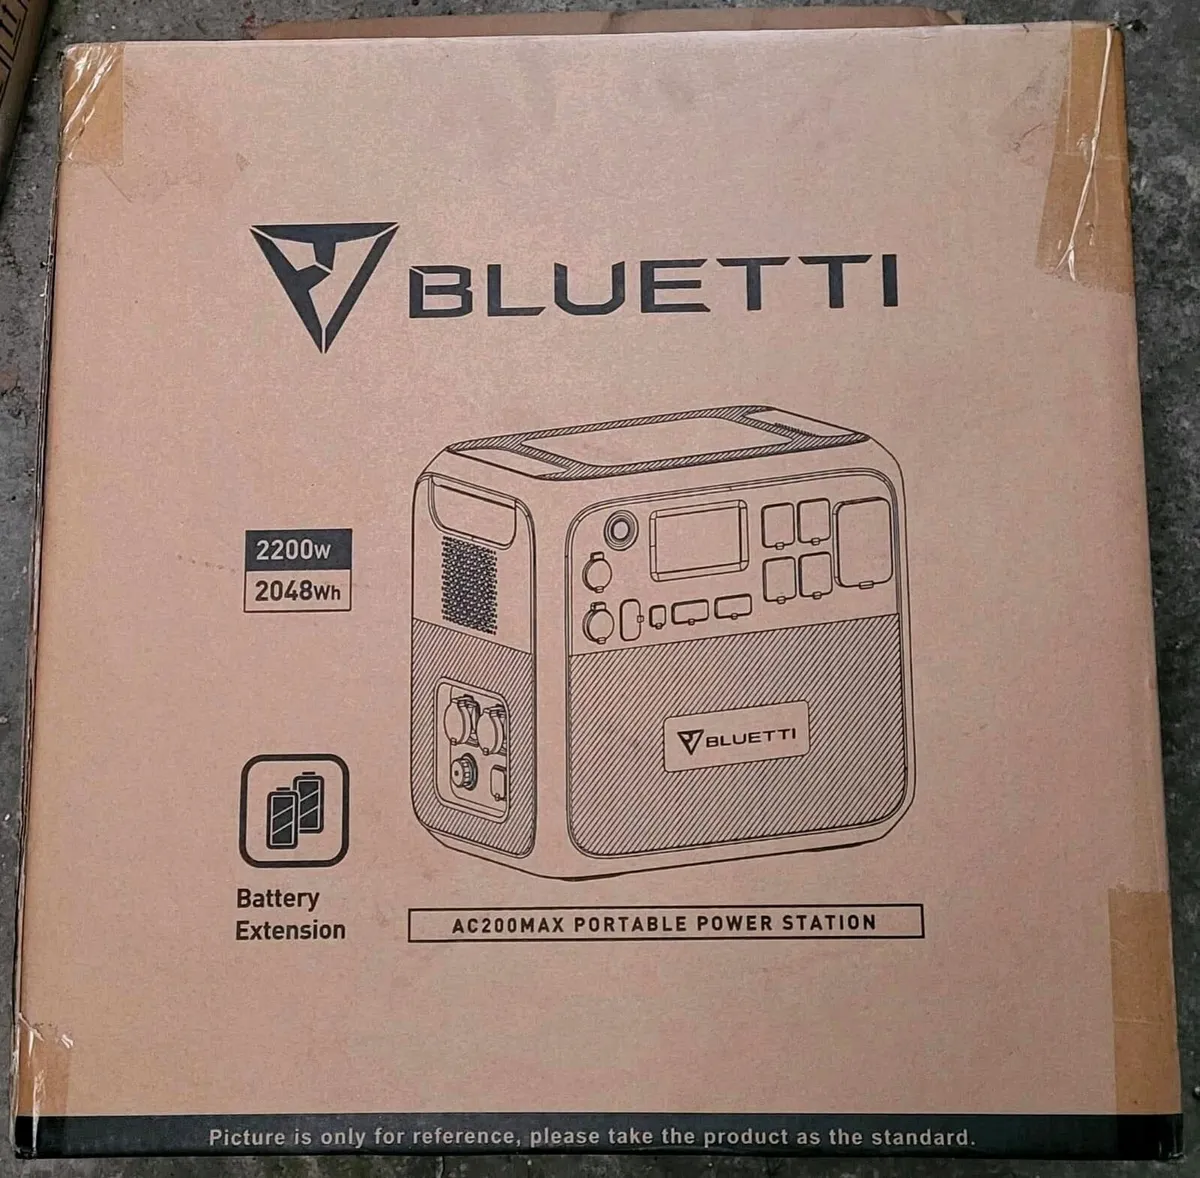 BLUETTI
2200W
2048Wh
BLUETTI
Battery
Extension
AC200MAX PORTABLE POWER STATION
Picture is only for reference, please take the product as the standard.